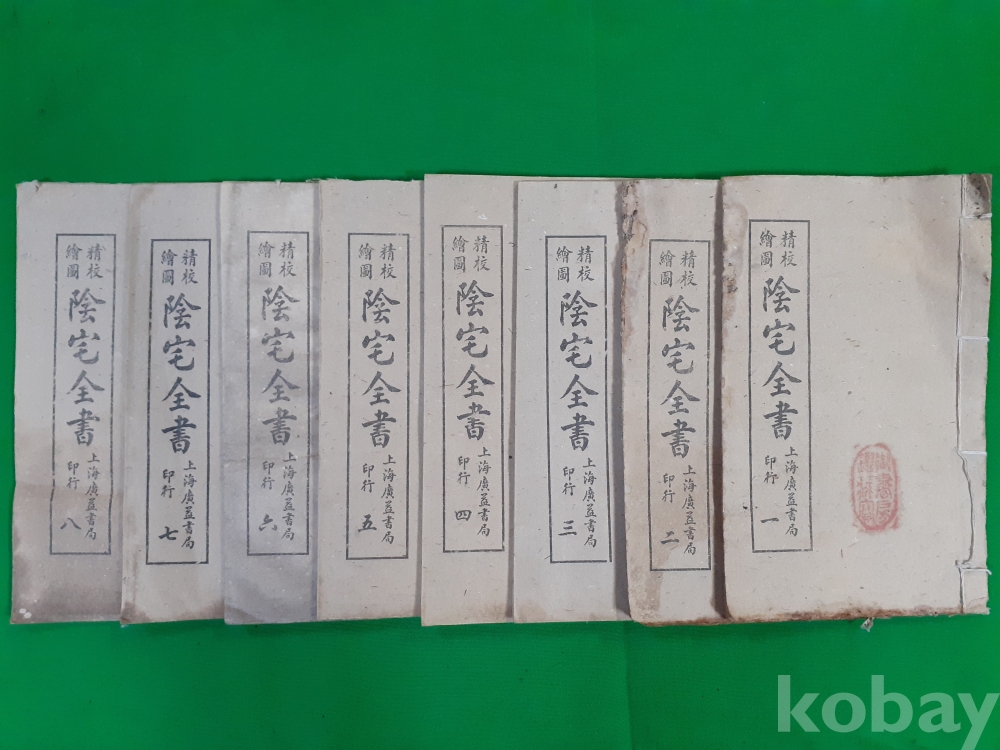 精校
繪圖
陰宅全書
上海廣益書局
印行
一
精校
繪圖
陰宅全書
上海廣益書局
印行
二
精校
繪圖
陰宅全書
上海廣益書局
印行
三
精校
繪圖
陰宅全書
上海廣益書局
印行
四
精校
繪圖
陰宅全書
上海廣益書局
印行
五
精校
繪圖
陰宅全書
上海廣益書局
印行
六
精校
繪圖
陰宅全書
上海廣益書局
印行
七
精校
繪圖
陰宅全書
上海廣益書局
印行
八
kobay